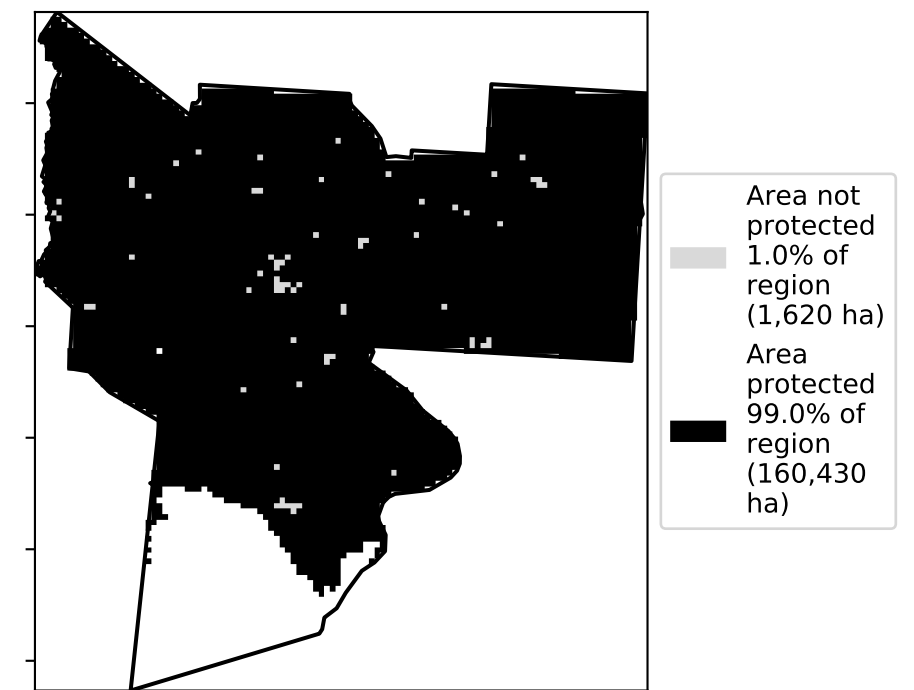 Area not
protected
1.0% of
region
(1,620 ha)
Area
protected
99.0% of
region
(160,430
ha)